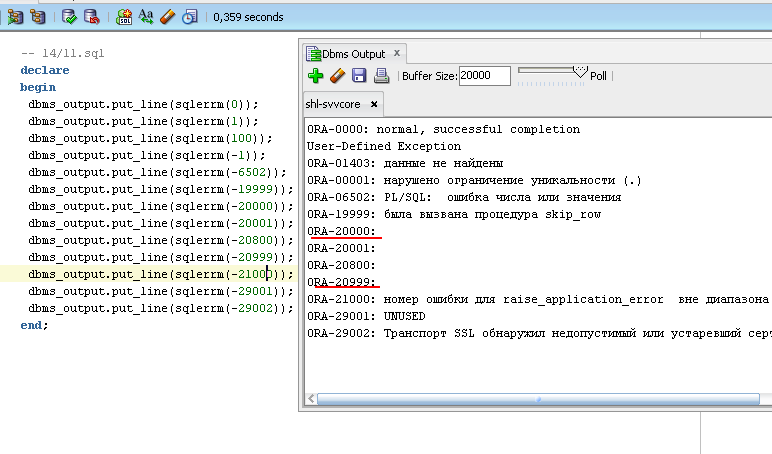 0,359 seconds
-- 14/11.sql
declare
begin
dbms_output.put_line(sqlerrm(0));
dbms_output.put_line(sqlerrm(1));
dbms_output.put_line(sqlerrm(100));
dbms_output.put_line(sqlerrm(-1));
dbms_output.put_line(sqlerrm(-6502));
dbms_output.put_line(sqlerrm(-19999));
dbms_output.put_line(sqlerrm(-20000));
dbms_output.put_line(sqlerrm(-20001));
dbms_output.put_line(sqlerrm(-20800));
dbms_output.put_line(sqlerrm(-20999));
dbms_output.put_line(sqlerrm(-21000));
dbms_output.put_line(sqlerrm(-29001));
dbms_output.put_line(sqlerrm(-29002));
end;
Dbms Output
Buffer Size: 20000 Poll
shl-svvcore
ORA-0000: normal, successful completion
User-Defined Exception
ORA-01403: данные не найдены
ORA-00001: нарушено ограничение уникальности (.)
ORA-06502: PL/SQL:  ошибка числа или значения
ORA-19999: была вызвана процедура skip_row
ORA-20000:
ORA-20001:
ORA-20800:
ORA-20999:
ORA-21000: номер ошибки для raise_application_error  вне диапазона
ORA-29001: UNUSED
ORA-29002: Транспорт SSL обнаружил недопустимый или устаревший серт